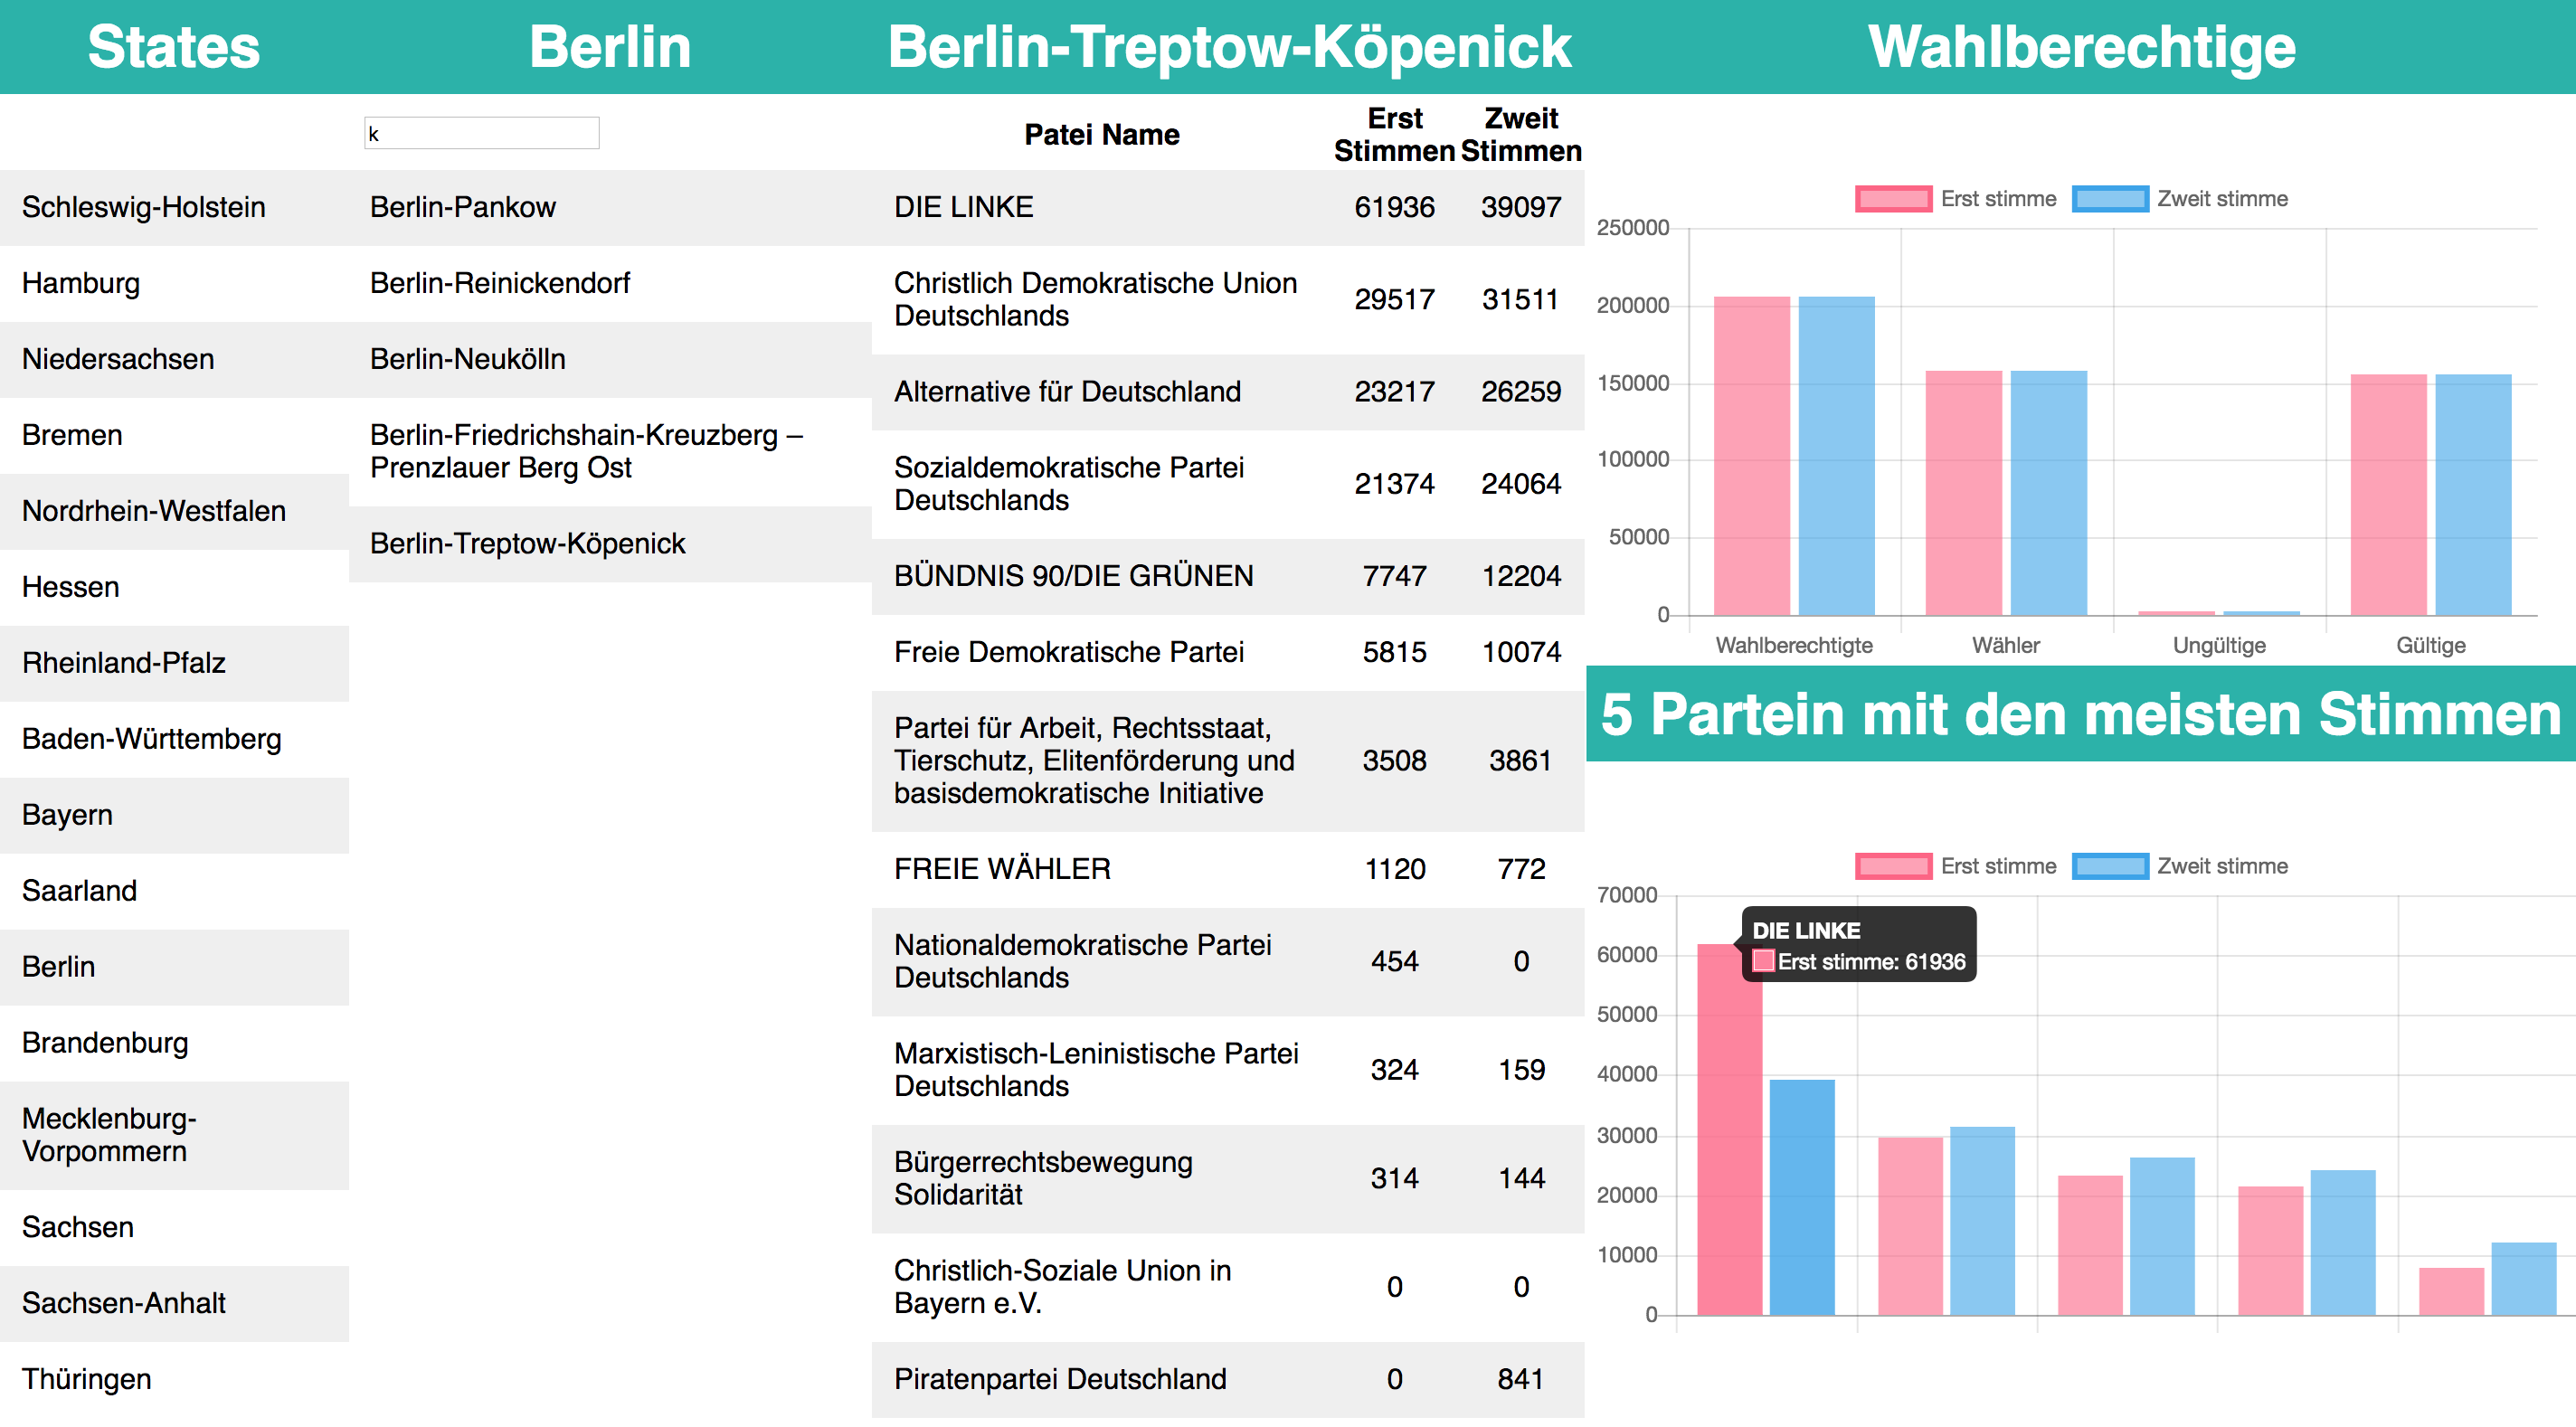 States
Berlin
Berlin-Treptow-Köpenick
Wahlberechtige
k
Schleswig-Holstein
Hamburg
Niedersachsen
Bremen
Nordrhein-Westfalen
Hessen
Rheinland-Pfalz
Baden-Württemberg
Bayern
Saarland
Berlin
Brandenburg
Mecklenburg-
Vorpommern
Sachsen
Sachsen-Anhalt
Thüringen
Berlin-Pankow
Berlin-Reinickendorf
Berlin-Neukölln
Berlin-Friedrichshain-Kreuzberg –
Prenzlauer Berg Ost
Berlin-Treptow-Köpenick
Patei Name
Erst
Stimmen
Zweit
Stimmen
DIE LINKE 61936 39097
Christlich Demokratische Union
Deutschlands
29517 31511
Alternative für Deutschland 23217 26259
Sozialdemokratische Partei
Deutschlands
21374 24064
BÜNDNIS 90/DIE GRÜNEN 7747 12204
Freie Demokratische Partei 5815 10074
Partei für Arbeit, Rechtsstaat,
Tierschutz, Elitenförderung und
basisdemokratische Initiative
3508 3861
FREIE WÄHLER 1120 772
Nationaldemokratische Partei
Deutschlands
454 0
Marxistisch-Leninistische Partei
Deutschlands
324 159
Bürgerrechtsbewegung
Solidarität
314 144
Christlich-Soziale Union in
Bayern e.V.
0 0
Piratenpartei Deutschland 0 841
Erst stimme Zweit stimme
250000
200000
150000
100000
50000
0
Wahlberechtigte Wähler Ungültige Gültige
5 Partein mit den meisten Stimmen
Erst stimme Zweit stimme
70000
60000
50000
40000
30000
20000
10000
0
DIE LINKE
Erst stimme: 61936